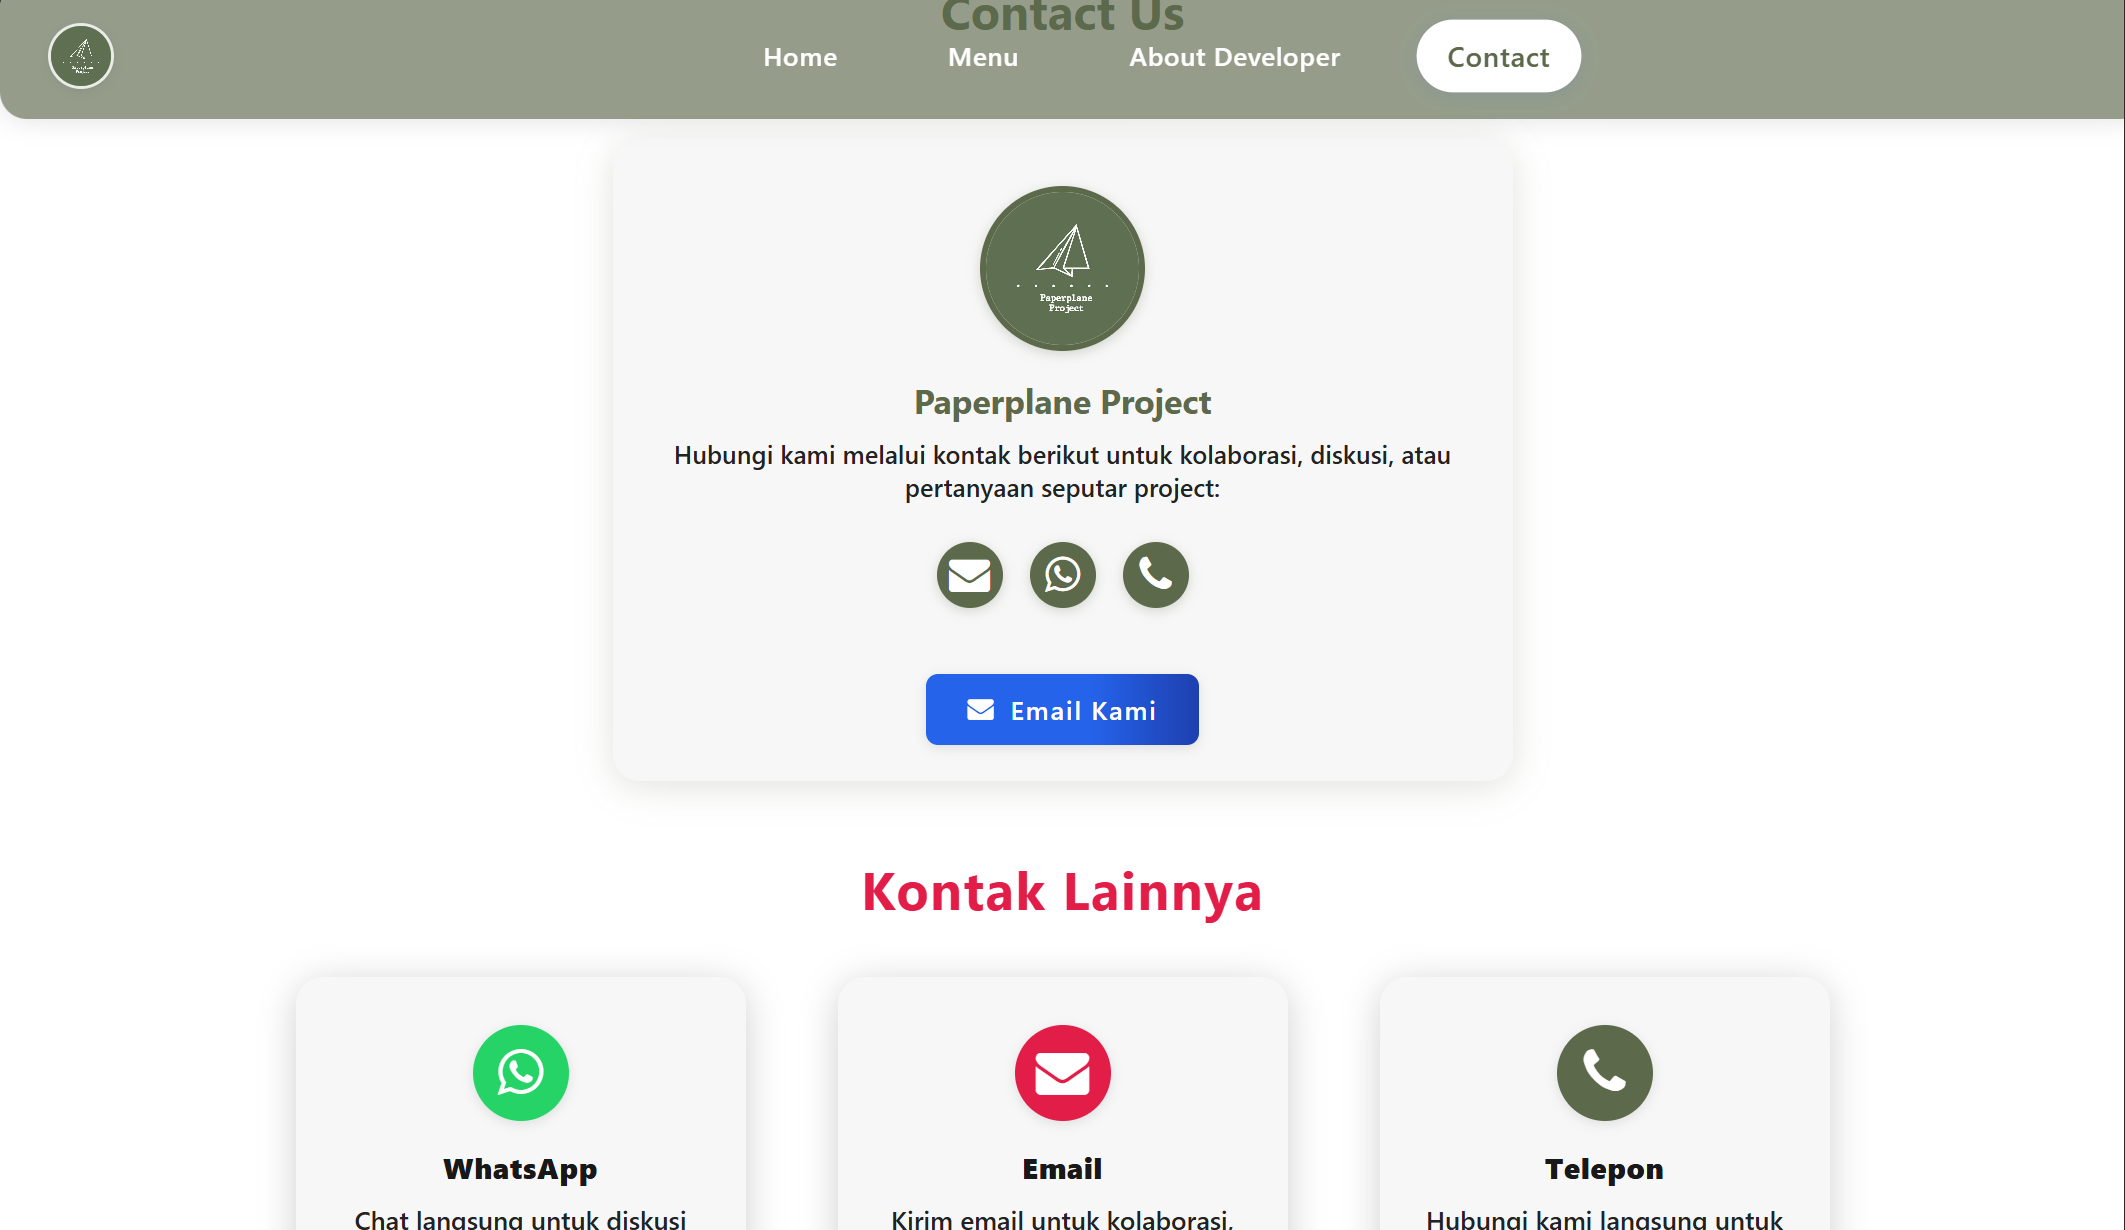 Contact Us
Home
Menu
About Developer
Contact
Paperplane
Project
Paperplane Project
Hubungi kami melalui kontak berikut untuk kolaborasi, diskusi, atau
pertanyaan seputar project:
Email Kami
Kontak Lainnya
WhatsApp
Chat langsung untuk diskusi
Email
Kirim email untuk kolaborasi,
Telepon
Hubungi kami langsung untuk